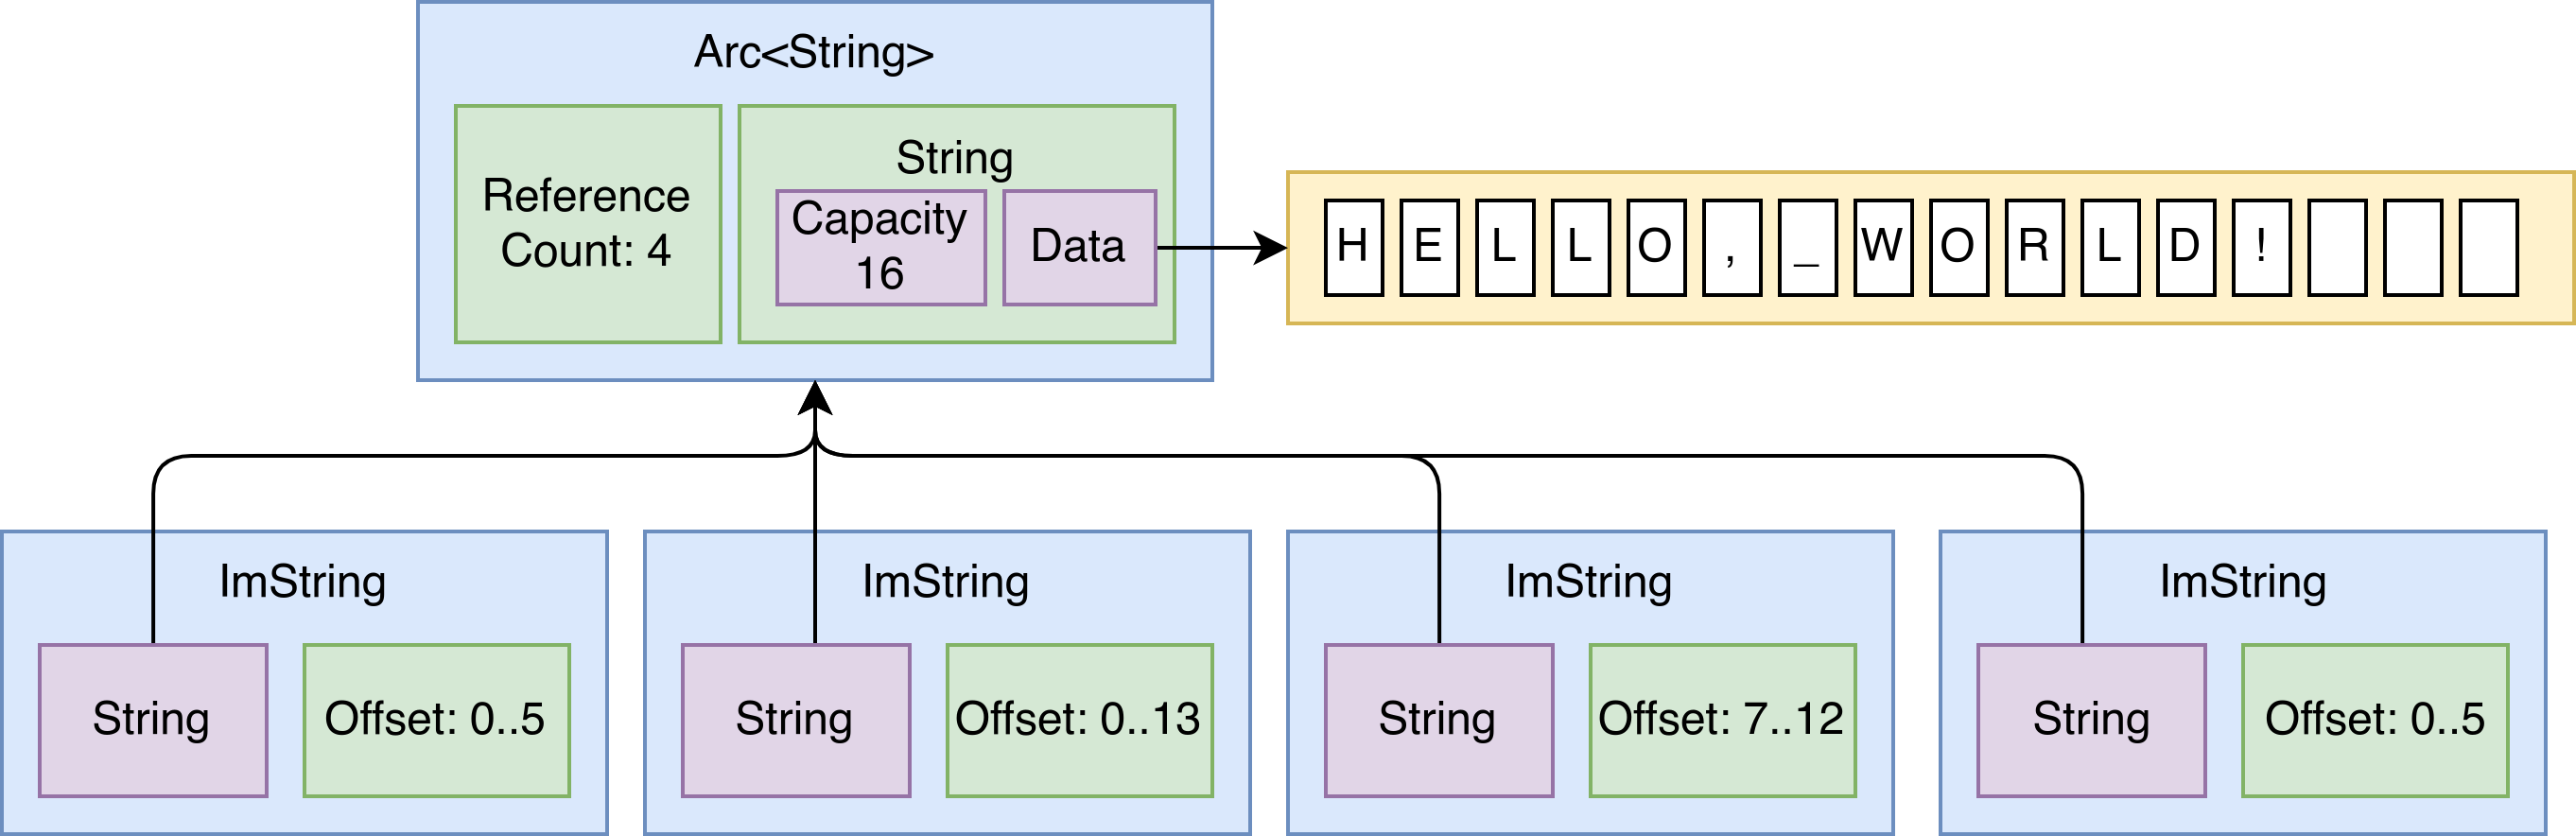 Arc<String>
Reference
Count: 4
String
Capacity
16
Data
H E L L O , _ W O R L D !
ImString
String
Offset: 0..5
ImString
String
Offset: 0..13
ImString
String
Offset: 7..12
ImString
String
Offset: 0..5